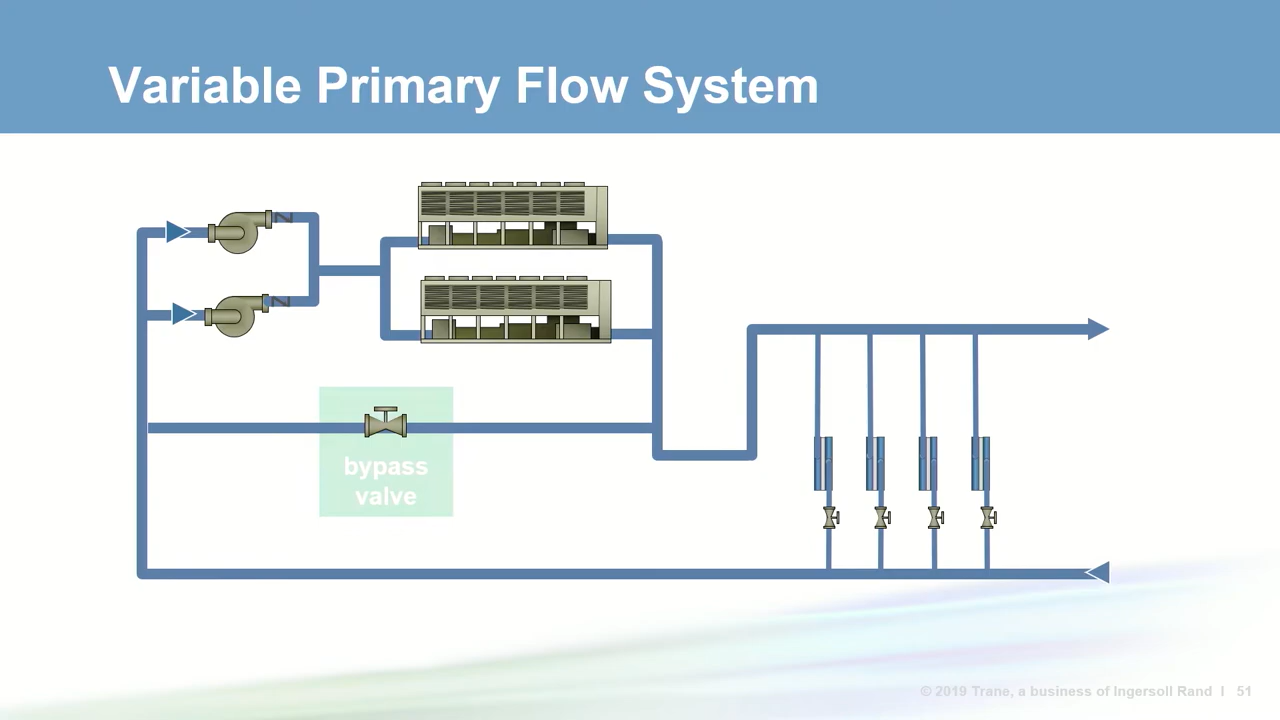 Variable Primary Flow System
bypass
valve
© 2019 Trane, a business of Ingersoll Rand I 51